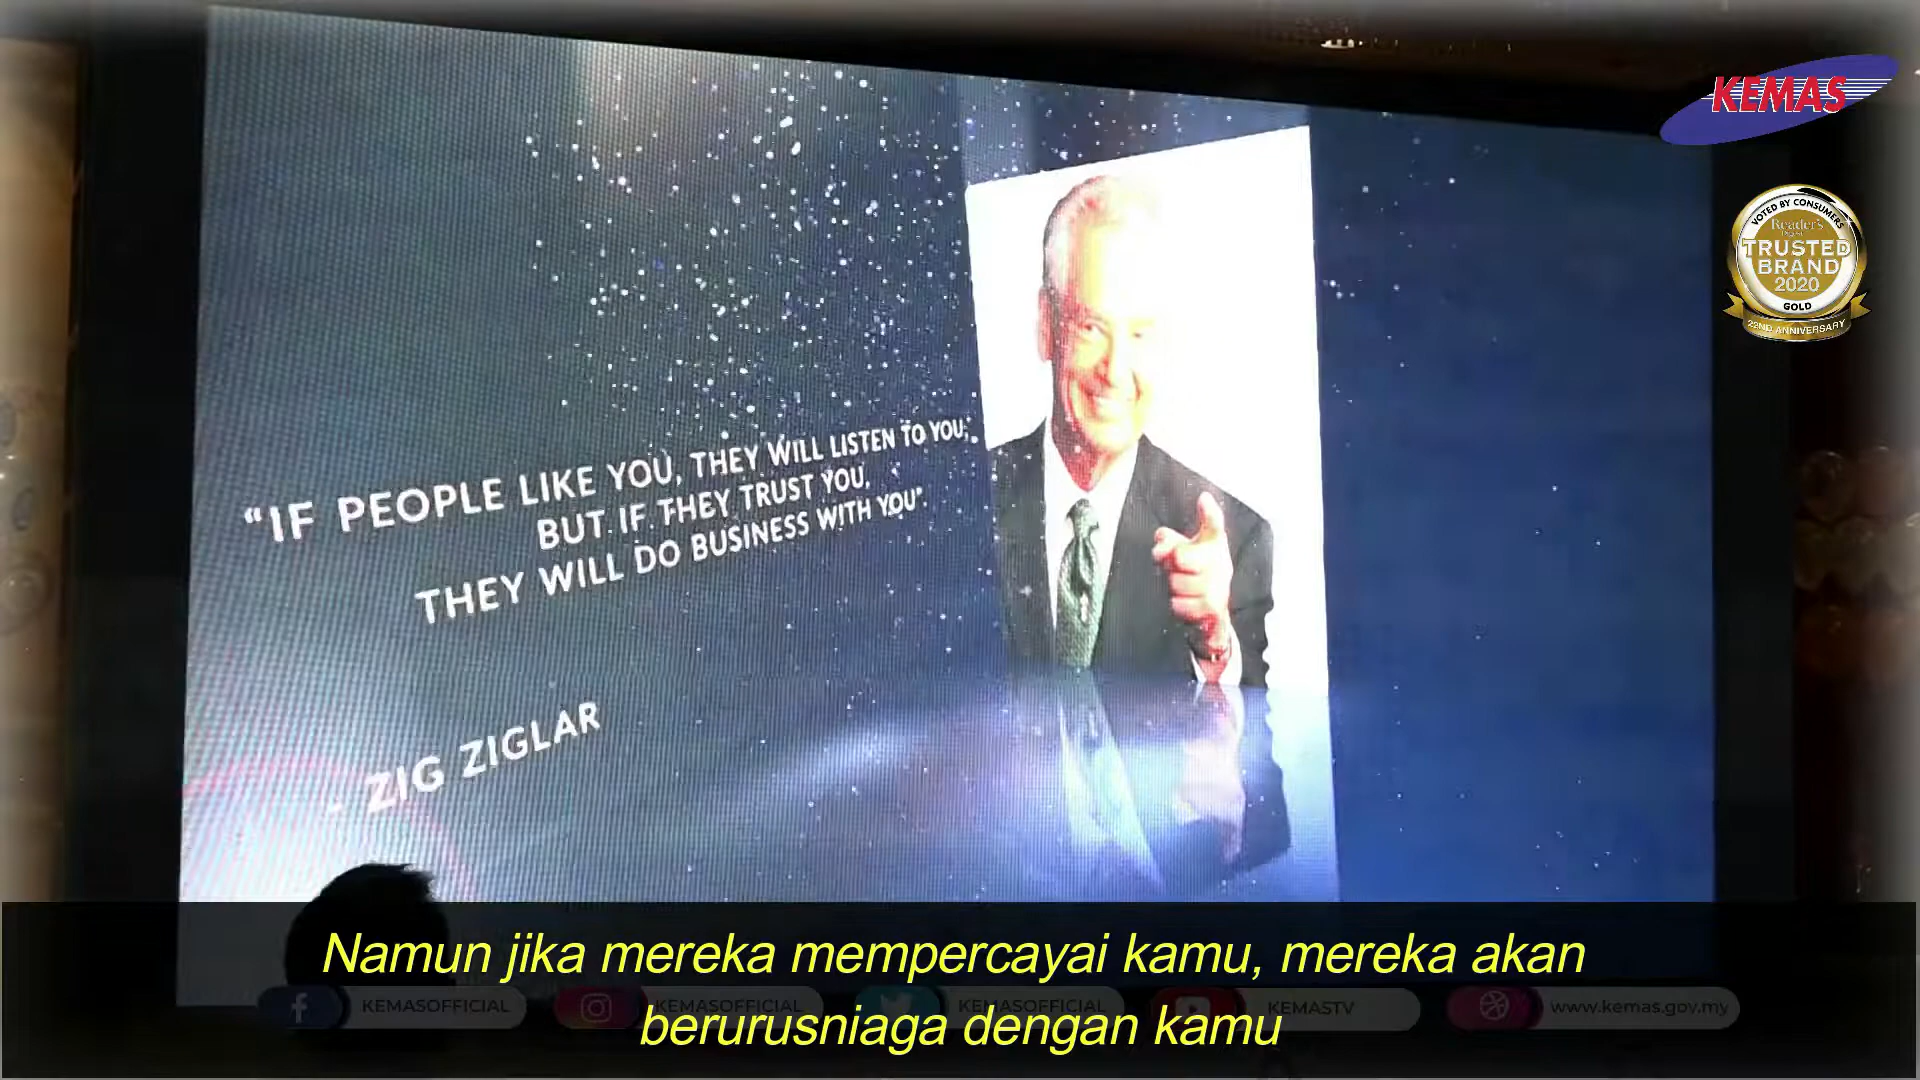 KEMAS
VOTED BY CONSUMERS
Reader's
Digest
TRUSTED
BRAND
2020
GOLD
22ND ANNIVERSARY
"IF PEOPLE LIKE YOU, THEY WILL LISTEN TO YOU,
BUT IF THEY TRUST YOU,
THEY WILL DO BUSINESS WITH YOU".
- ZIG ZIGLAR
Namun jika mereka mempercayai kamu, mereka akan
berurusniaga dengan kamu
KEMASOFFICIAL
KEMASOFFICIAL
KEMASOFFICIAL
KEMASTV
www.kemas.gov.my